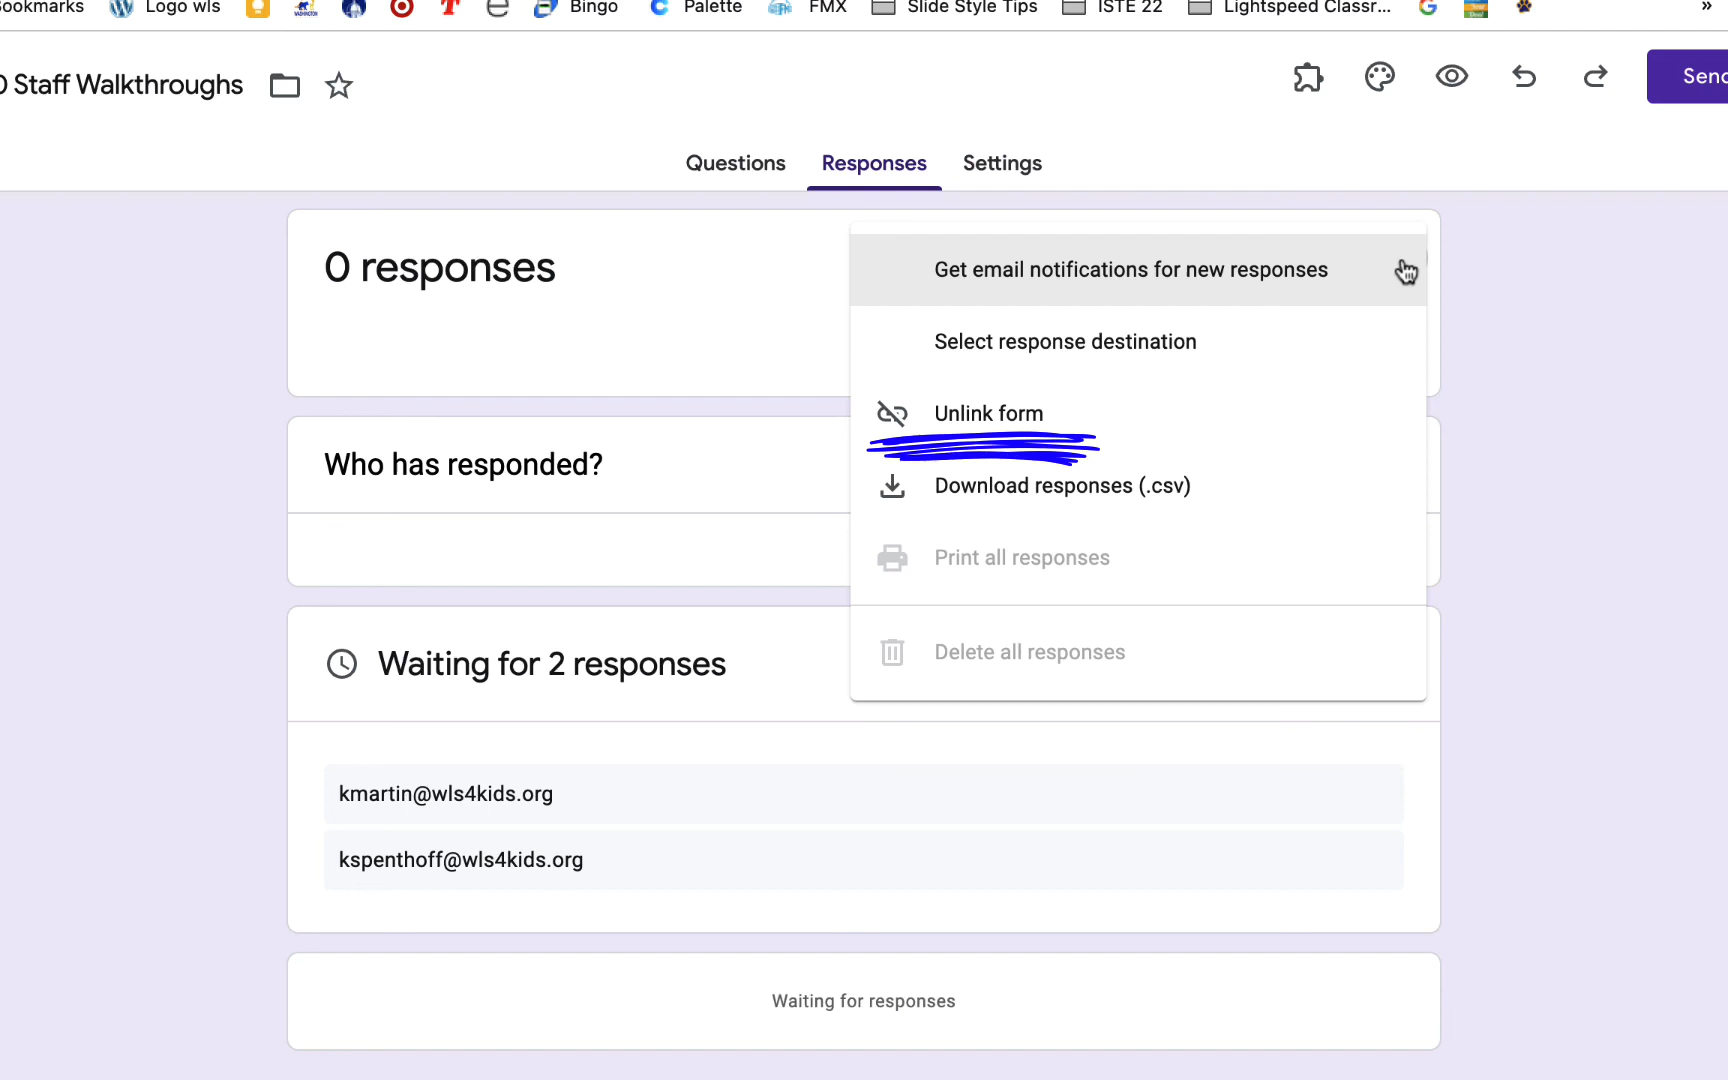 ookmarks Logo wls Bingo Palette FMX Slide Style Tips ISTE 22 Lightspeed Classr... »
Staff Walkthroughs
Sen
Questions Responses Settings
0 responses
Get email notifications for new responses
Select response destination
Unlink form
Who has responded?
Download responses (.csv)
Print all responses
Delete all responses
Waiting for 2 responses
kmartin@wls4kids.org
kspenthoff@wls4kids.org
Waiting for responses